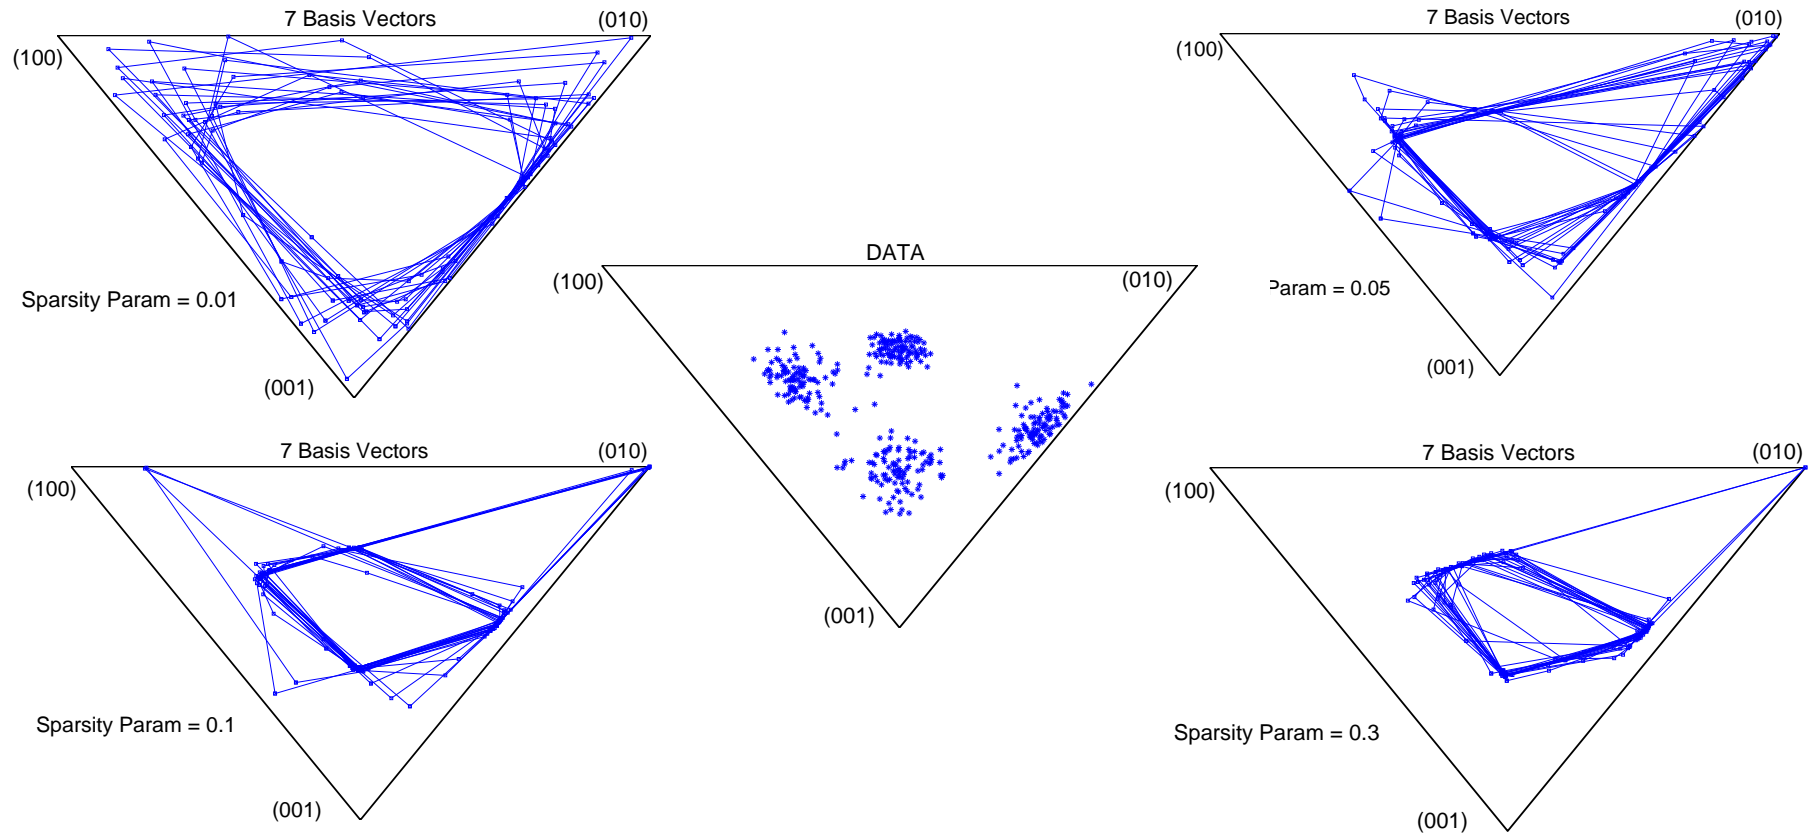 7 Basis Vectors
(010)
(100)
Sparsity Param = 0.01
(001)
7 Basis Vectors
(010)
(100)
Param = 0.05
(001)
DATA
(100)
(010)
(001)
7 Basis Vectors
(010)
(100)
Sparsity Param = 0.1
(001)
7 Basis Vectors
(010)
(100)
Sparsity Param = 0.3
(001)